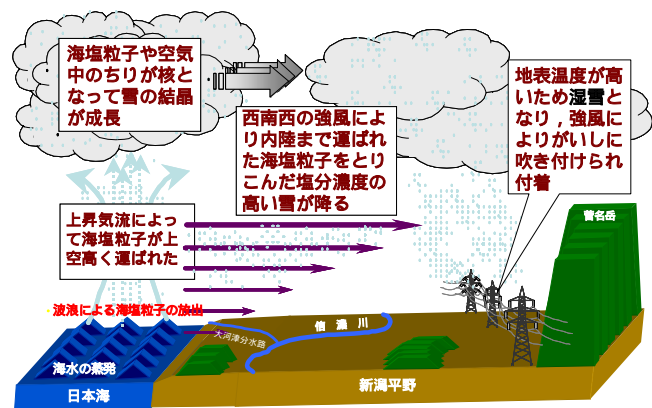 海塩粒子や空気
中のちりが核と
なって雪の結晶
が成長
西南西の強風によ
り内陸まで運ばれ
た海塩粒子をとり
こんだ塩分濃度の
高い雪が降る
地表温度が高
いため湿雪と
なり，強風に
よりがいしに
吹き付けられ
付着
上昇気流によっ
て海塩粒子が上
空高く運ばれた
菅名岳
波浪による海塩粒子の放出
大河津分水路
信濃川
海水の蒸発
日本海
新潟平野